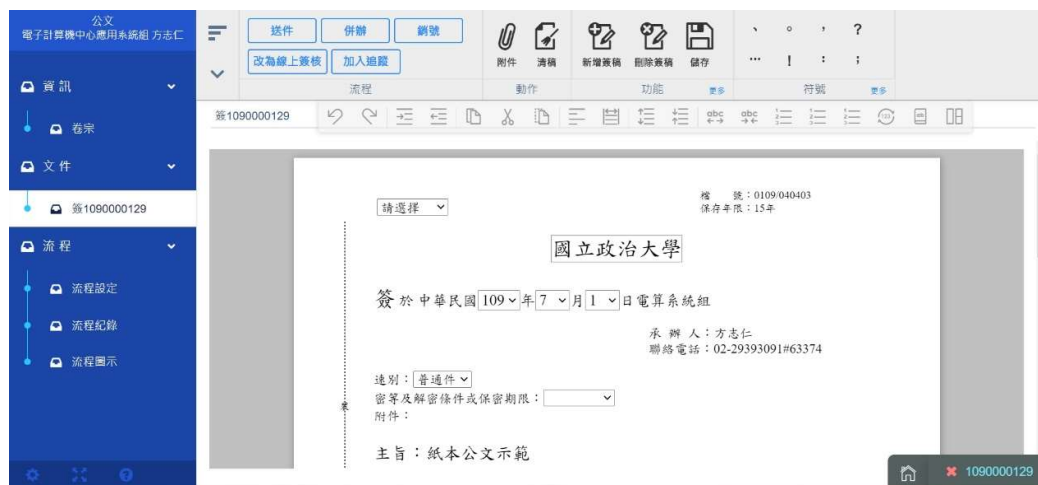 公文
電子計算機中心應用系統組 方志仁
資訊
卷宗
文件
簽1090000129
流程
流程設定
流程紀錄
流程圖示
送件 併辦 銷號
改為線上簽核 加入追蹤
流程
附件 清稿
動作
新增簽稿 刪除簽稿 儲存
功能 更多
、 。 , ?
… ! : ;
符號 更多
簽1090000129
請選擇
檔 號:0109/040403
保存年限:15年
國立政治大學
簽 於 中華民國109年7月1日電算系統組
承 辦 人:方志仁
聯絡電話:02-29393091#63374
速別:普通件
密等及解密條件或保密期限:
附件:
主旨:紙本公文示範
1090000129